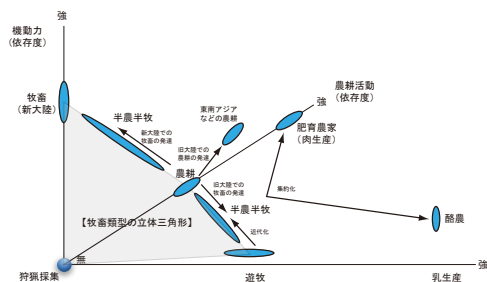 強
機動力
（依存度）
牧畜
（新大陸）
半農半牧
新大陸での
牧畜の発達
東南アジア
などの農耕
農耕活動
（依存度）
強
肥育農家
（肉生産）
旧大陸での
農耕の発達
農耕
旧大陸での
牧畜の発達
集約化
半農半牧
【牧畜類型の立体三角形】
近代化
酪農
無
強
狩猟採集
遊牧
乳生産